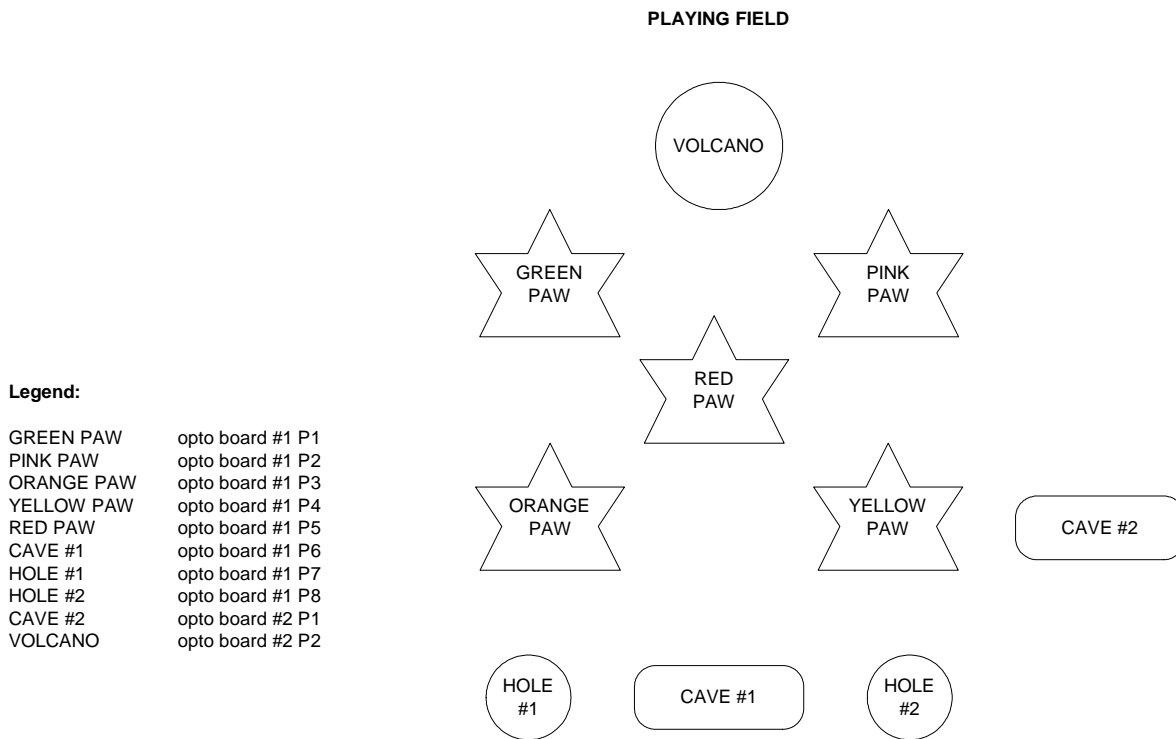 PLAYING FIELD
VOLCANO
GREEN
PAW
PINK
PAW
RED
PAW
Legend:
GREEN PAW opto board #1 P1
PINK PAW opto board #1 P2
ORANGE PAW opto board #1 P3
YELLOW PAW opto board #1 P4
RED PAW opto board #1 P5
CAVE #1 opto board #1 P6
HOLE #1 opto board #1 P7
HOLE #2 opto board #1 P8
CAVE #2 opto board #2 P1
VOLCANO opto board #2 P2
ORANGE
PAW
YELLOW
PAW
CAVE #2
HOLE
#1
CAVE #1
HOLE
#2